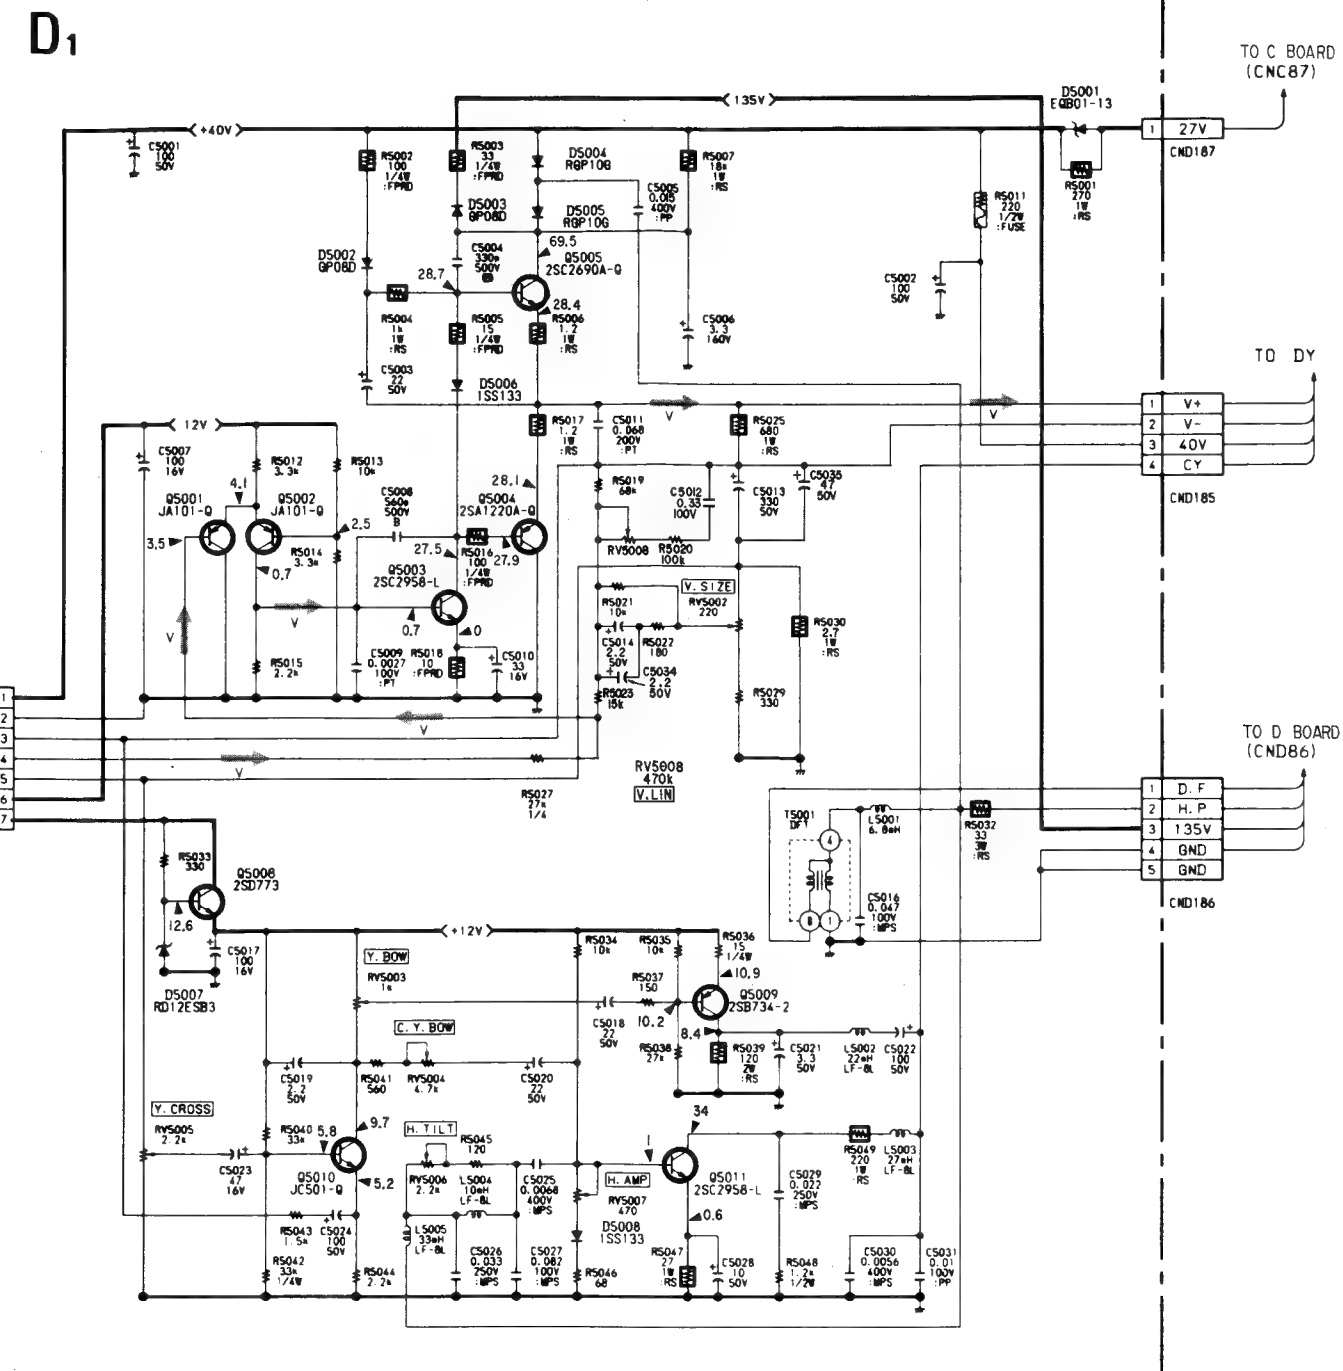 D1
TO C BOARD
(CNC87)
135V
D5001
EQB01-13
+40V
1 27V
CND187
C5001
100
50V
R5002
100
1/4W
:FPRD
R5003
33
1/4W
:FPRD
D5004
RGP10G
R5007
18k
1W
:RS
C5005
0.015
400V
:PP
R5001
270
1W
:RS
R5011
220
1/2W
:FUSE
D5003
GP08D
D5005
RGP10G
D5002
GP08D
C5004
500V
69.5
Q5005
2SC2690A-Q
28.7
28.4
C5002
100
50V
R5004
1k
1W
:RS
R5005
15
1/4W
:FPRD
R5006
1.2
1W
:RS
C5006
3.3
160V
TO DY
C5003
22
50V
D5006
1SS133
V
V
1 V+
2 V-
3 40V
4 CY
CND185
12V
R5017
1.2
1W
:RS
C5011
0.068
200V
:PT
R5025
680
1W
:RS
C5007
100
16V
R5012
3.3k
R5013
10k
4.1
Q5001
JA101-Q
Q5002
JA101-Q
C5008
500V
B
28.1
Q5004
2SA1220A-Q
R5019
68k
C5012
0.33
100V
C5013
330
50V
C5035
47
50V
3.5
2.5
R5014
3.3k
0.7
27.5
R5016
100
1/4W
:FPRD
27.9
RV5008
R5020
100k
Q5003
2SC2958-L
V.SIZE
RV5002
220
R5021
10k
V
V
0.7
0
R5030
2.7
1W
:RS
C5014
2.2
50V
R5022
180
R5015
2.2k
C5009
0.0027
100V
:PT
R5018
10
:FPRD
C5010
33
16V
C5034
2.2
50V
R5023
15k
R5029
330
1
2
3
4
5
6
7
V
V
R5027
27k
1/4
RV5008
470k
V.LIN
TO D BOARD
(CND86)
1 D.F
2 H.P
3 135V
4 GND
5 GND
CND186
T5001
DFT
L5001
R5032
33
3W
:RS
4
8
1
C5016
0.047
100V
:MPS
R5033
330
Q5008
2SD773
12.6
C5017
100
16V
D5007
RD12ESB3
+12V
Y.BOW
RV5003
1k
R5034
10k
R5035
10k
R5036
15
1/4W
R5037
150
10.9
Q5009
2SB734-2
10.2
8.4
C5018
22
50V
R5038
27k
R5039
120
2W
:RS
C5021
3.3
50V
L5002
22mH
LF-8L
C5022
100
50V
C.Y.BOW
C5019
2.2
50V
R5041
560
RV5004
4.7k
C5020
22
50V
Y.CROSS
RV5005
2.2k
R5040
33k
5.8
9.7
H.TILT
R5045
120
34
1
C5023
47
16V
Q5010
JC501-Q
5.2
RV5006
2.2k
L5004
10mH
LF-8L
C5025
0.0068
400V
:MPS
H.AMP
RV5007
470
Q5011
2SC2958-L
C5029
0.022
250V
:MPS
R5049
220
1W
:RS
L5003
27mH
LF-8L
R5043
1.5k
C5024
100
50V
L5005
33mH
LF-8L
D5008
1SS133
0.6
R5042
33k
1/4W
R5044
2.2k
C5026
0.033
250V
:MPS
C5027
0.082
100V
:MPS
R5046
68
R5047
27
1W
:RS
C5028
10
50V
R5048
1.2k
1/2W
C5030
0.0056
400V
:MPS
C5031
0.01
100V
:PP